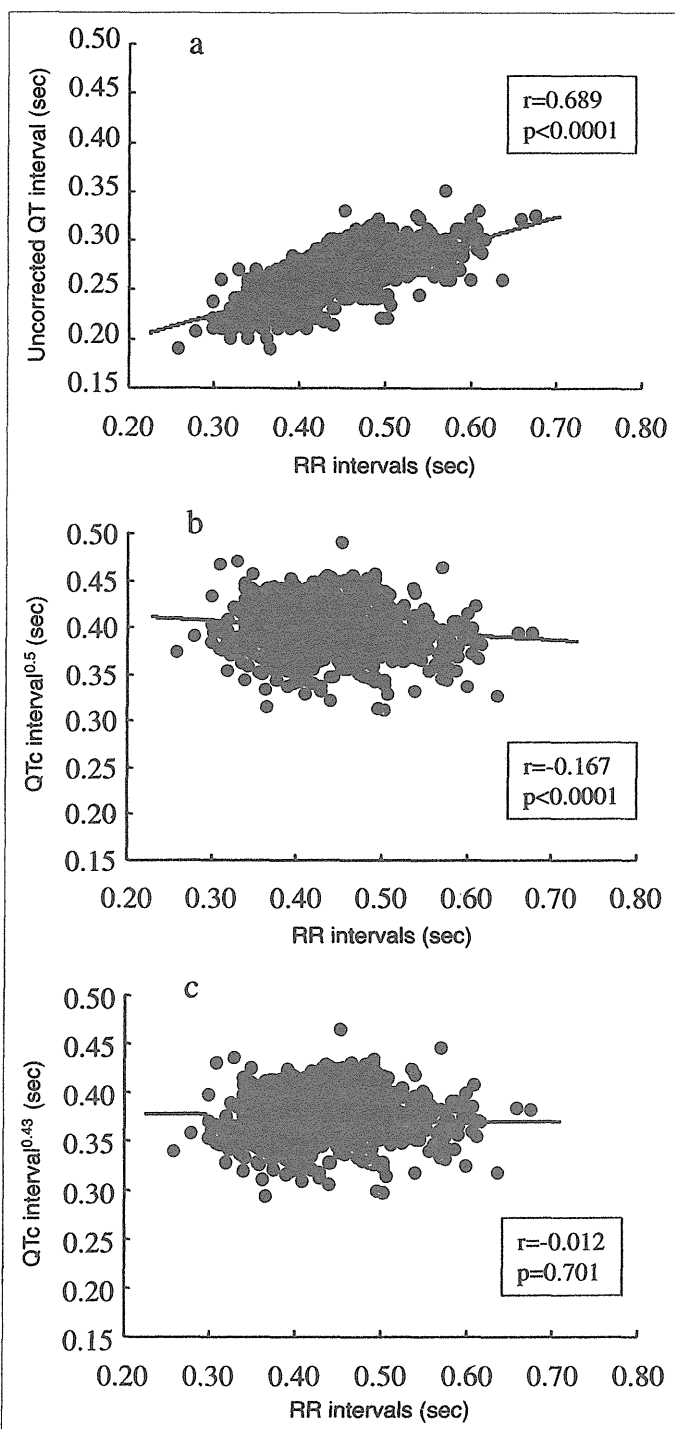 a
0.50
0.45
0.40
0.35
0.30
0.25
0.20
0.15
Uncorrected QT interval (sec)
r=0.689
p<0.0001
0.20 0.30 0.40 0.50 0.60 0.70 0.80
RR intervals (sec)
b
0.50
0.45
0.40
0.35
0.30
0.25
0.20
0.15
QTc interval^0.5 (sec)
r=-0.167
p<0.0001
0.20 0.30 0.40 0.50 0.60 0.70 0.80
RR intervals (sec)
c
0.50
0.45
0.40
0.35
0.30
0.25
0.20
0.15
QTc interval^0.43 (sec)
r=-0.012
p=0.701
0.20 0.30 0.40 0.50 0.60 0.70 0.80
RR intervals (sec)